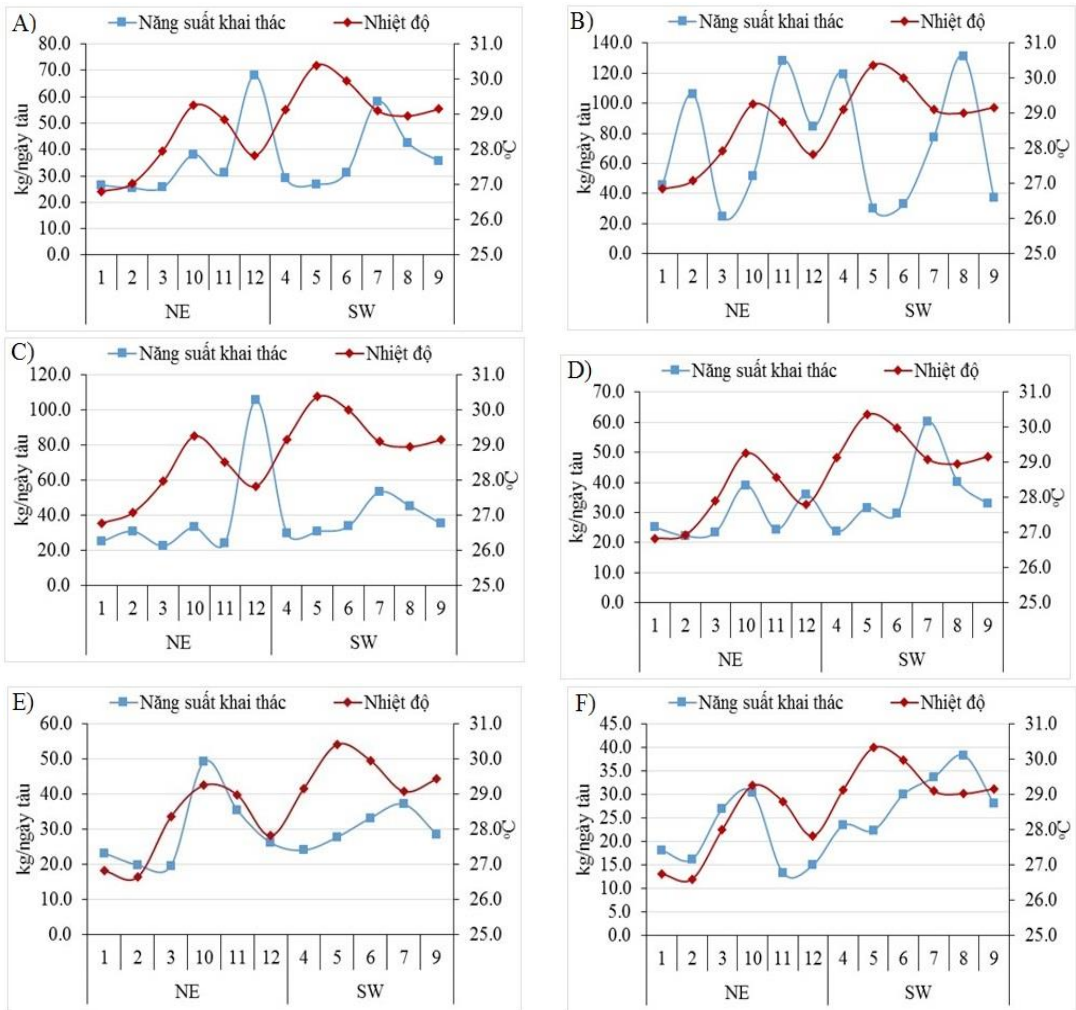 A)
Năng suất khai thác Nhiệt độ
kg/ngày tàu
80.0
70.0
60.0
50.0
40.0
30.0
20.0
10.0
0.0
31.0
30.0
29.0
28.0
27.0
26.0
25.0
°C
1 2 3 10 11 12 4 5 6 7 8 9
NE SW
B)
Năng suất khai thác Nhiệt độ
kg/ngày tàu
140.0
120.0
100.0
80.0
60.0
40.0
20.0
0.0
31.0
30.0
29.0
28.0
27.0
26.0
25.0
°C
1 2 3 10 11 12 4 5 6 7 8 9
NE SW
C)
Năng suất khai thác Nhiệt độ
kg/ngày tàu
120.0
100.0
80.0
60.0
40.0
20.0
0.0
31.0
30.0
29.0
28.0
27.0
26.0
25.0
°C
1 2 3 10 11 12 4 5 6 7 8 9
NE SW
D)
Năng suất khai thác Nhiệt độ
kg/ngày tàu
70.0
60.0
50.0
40.0
30.0
20.0
10.0
0.0
31.0
30.0
29.0
28.0
27.0
26.0
25.0
°C
1 2 3 10 11 12 4 5 6 7 8 9
NE SW
E)
Năng suất khai thác Nhiệt độ
kg/ngày tàu
60.0
50.0
40.0
30.0
20.0
10.0
0.0
31.0
30.0
29.0
28.0
27.0
26.0
25.0
°C
1 2 3 10 11 12 4 5 6 7 9
NE SW
F)
Năng suất khai thác Nhiệt độ
kg/ngày tàu
45.0
40.0
35.0
30.0
25.0
20.0
15.0
10.0
5.0
0.0
31.0
30.0
29.0
28.0
27.0
26.0
25.0
°C
1 2 3 10 11 12 4 5 6 7 8 9
NE SW